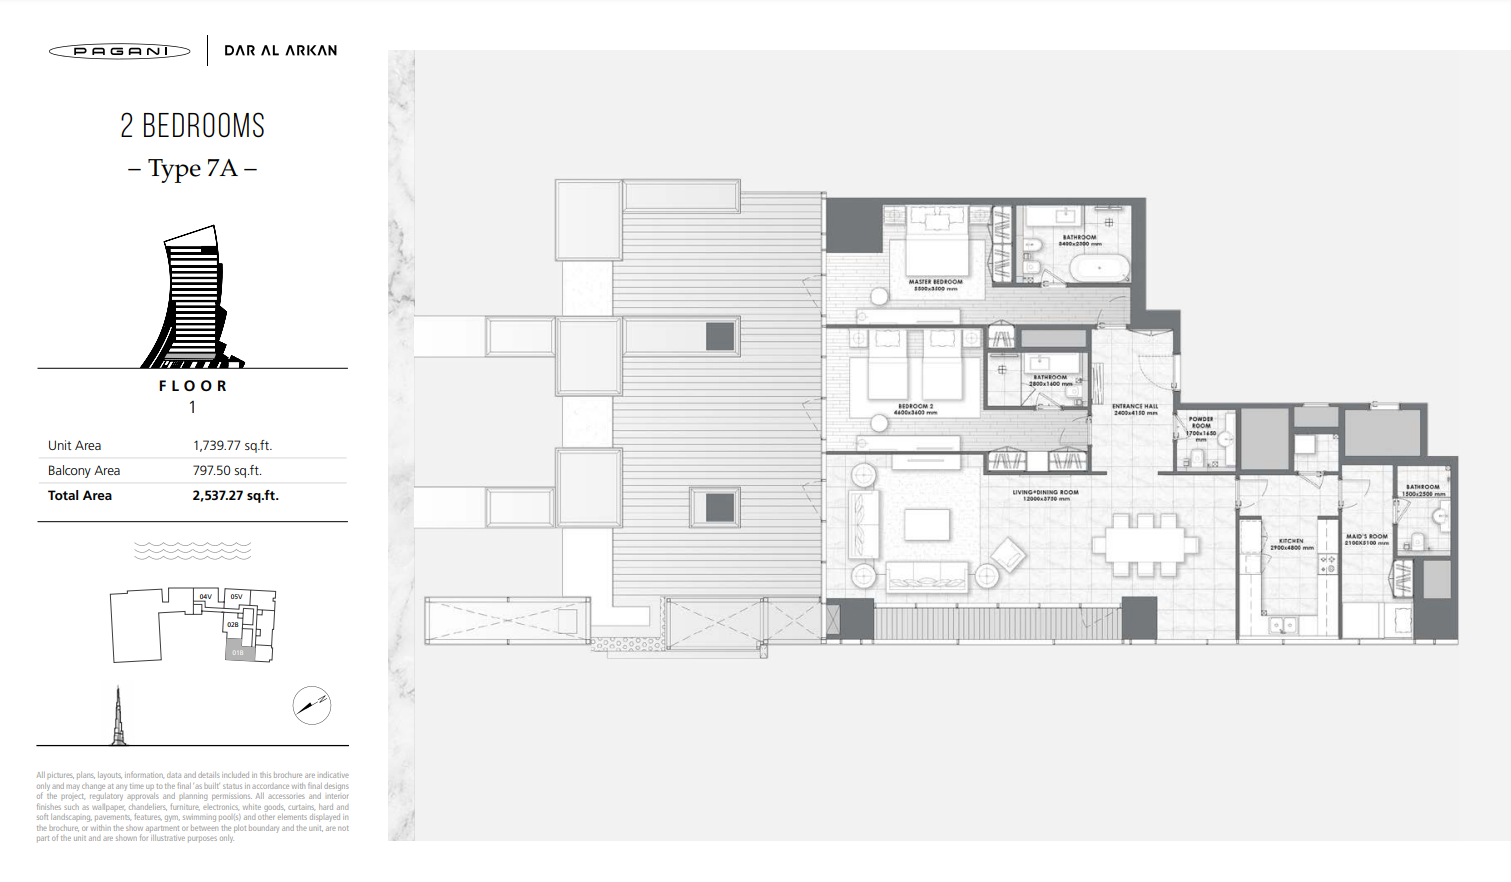 PAGANI
DAR AL ARKAN
2 BEDROOMS
– Type 7A –
FLOOR
1
Unit Area 1,739.77 sq.ft.
Balcony Area 797.50 sq.ft.
Total Area 2,537.27 sq.ft.
04V
05V
02B
01B
N
All pictures, plans, layouts, information, data and details included in this brochure are indicative
only and may change at any time up to the final 'as built' status in accordance with final designs
of the project, regulatory approvals and planning permissions. All accessories and interior
finishes such as wallpaper, chandeliers, furniture, electronics, white goods, curtains, hard and
soft landscaping, pavements, features, gym, swimming pool(s) and other elements displayed in
the brochure, or within the show apartment or between the plot boundary and the unit, are not
part of the unit and are shown for illustrative purposes only.
BATHROOM
3400x2300 mm
MASTER BEDROOM
5500x3500 mm
BATHROOM
2800x1600 mm
BEDROOM 2
4600x3600 mm
ENTRANCE HALL
2400x4150 mm
POWDER
ROOM
1700x1650
mm
LIVING+DINING ROOM
12000x3750 mm
BATHROOM
1500x2500 mm
KITCHEN
2900x4800 mm
MAID'S ROOM
2100X5100 mm